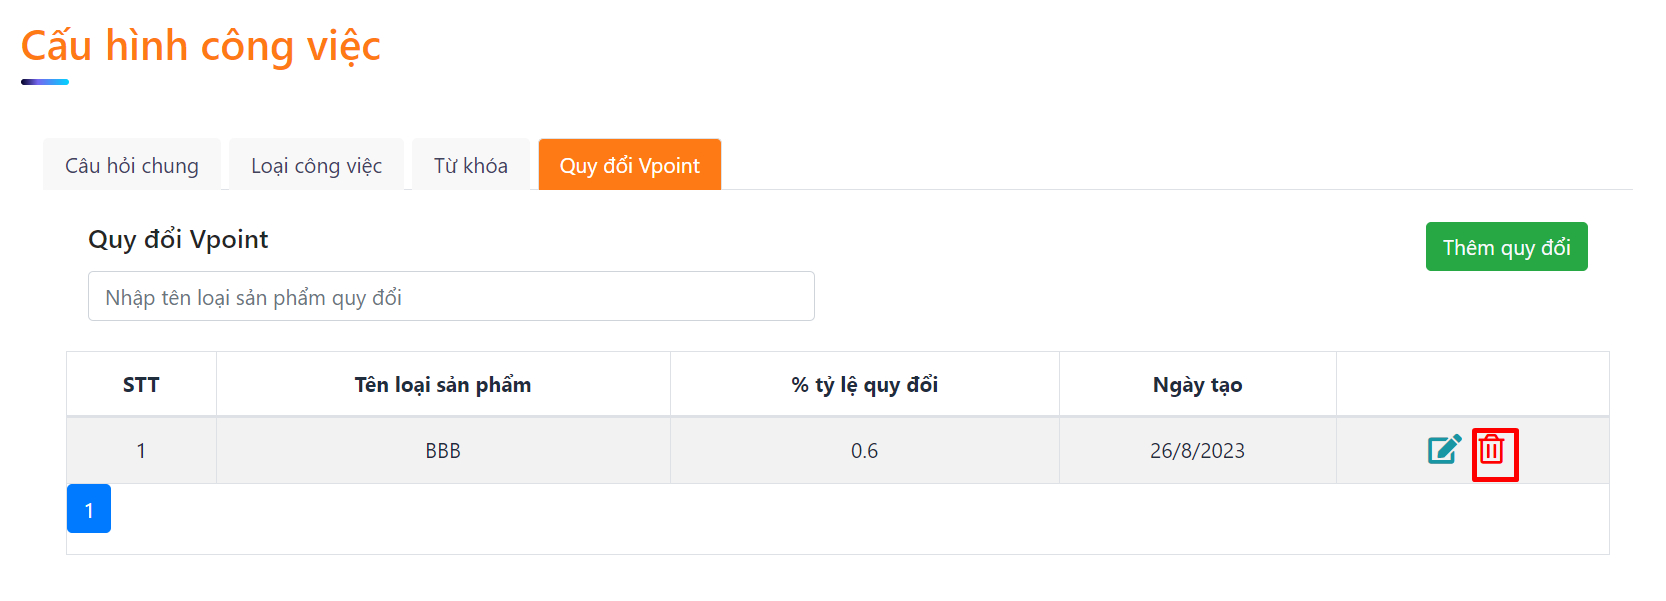 Cấu hình công việc
Câu hỏi chung Loại công việc Từ khóa Quy đổi Vpoint
Quy đổi Vpoint
Thêm quy đổi
Nhập tên loại sản phẩm quy đổi
STT Tên loại sản phẩm % tỷ lệ quy đổi Ngày tạo
1 BBB 0.6 26/8/2023
1